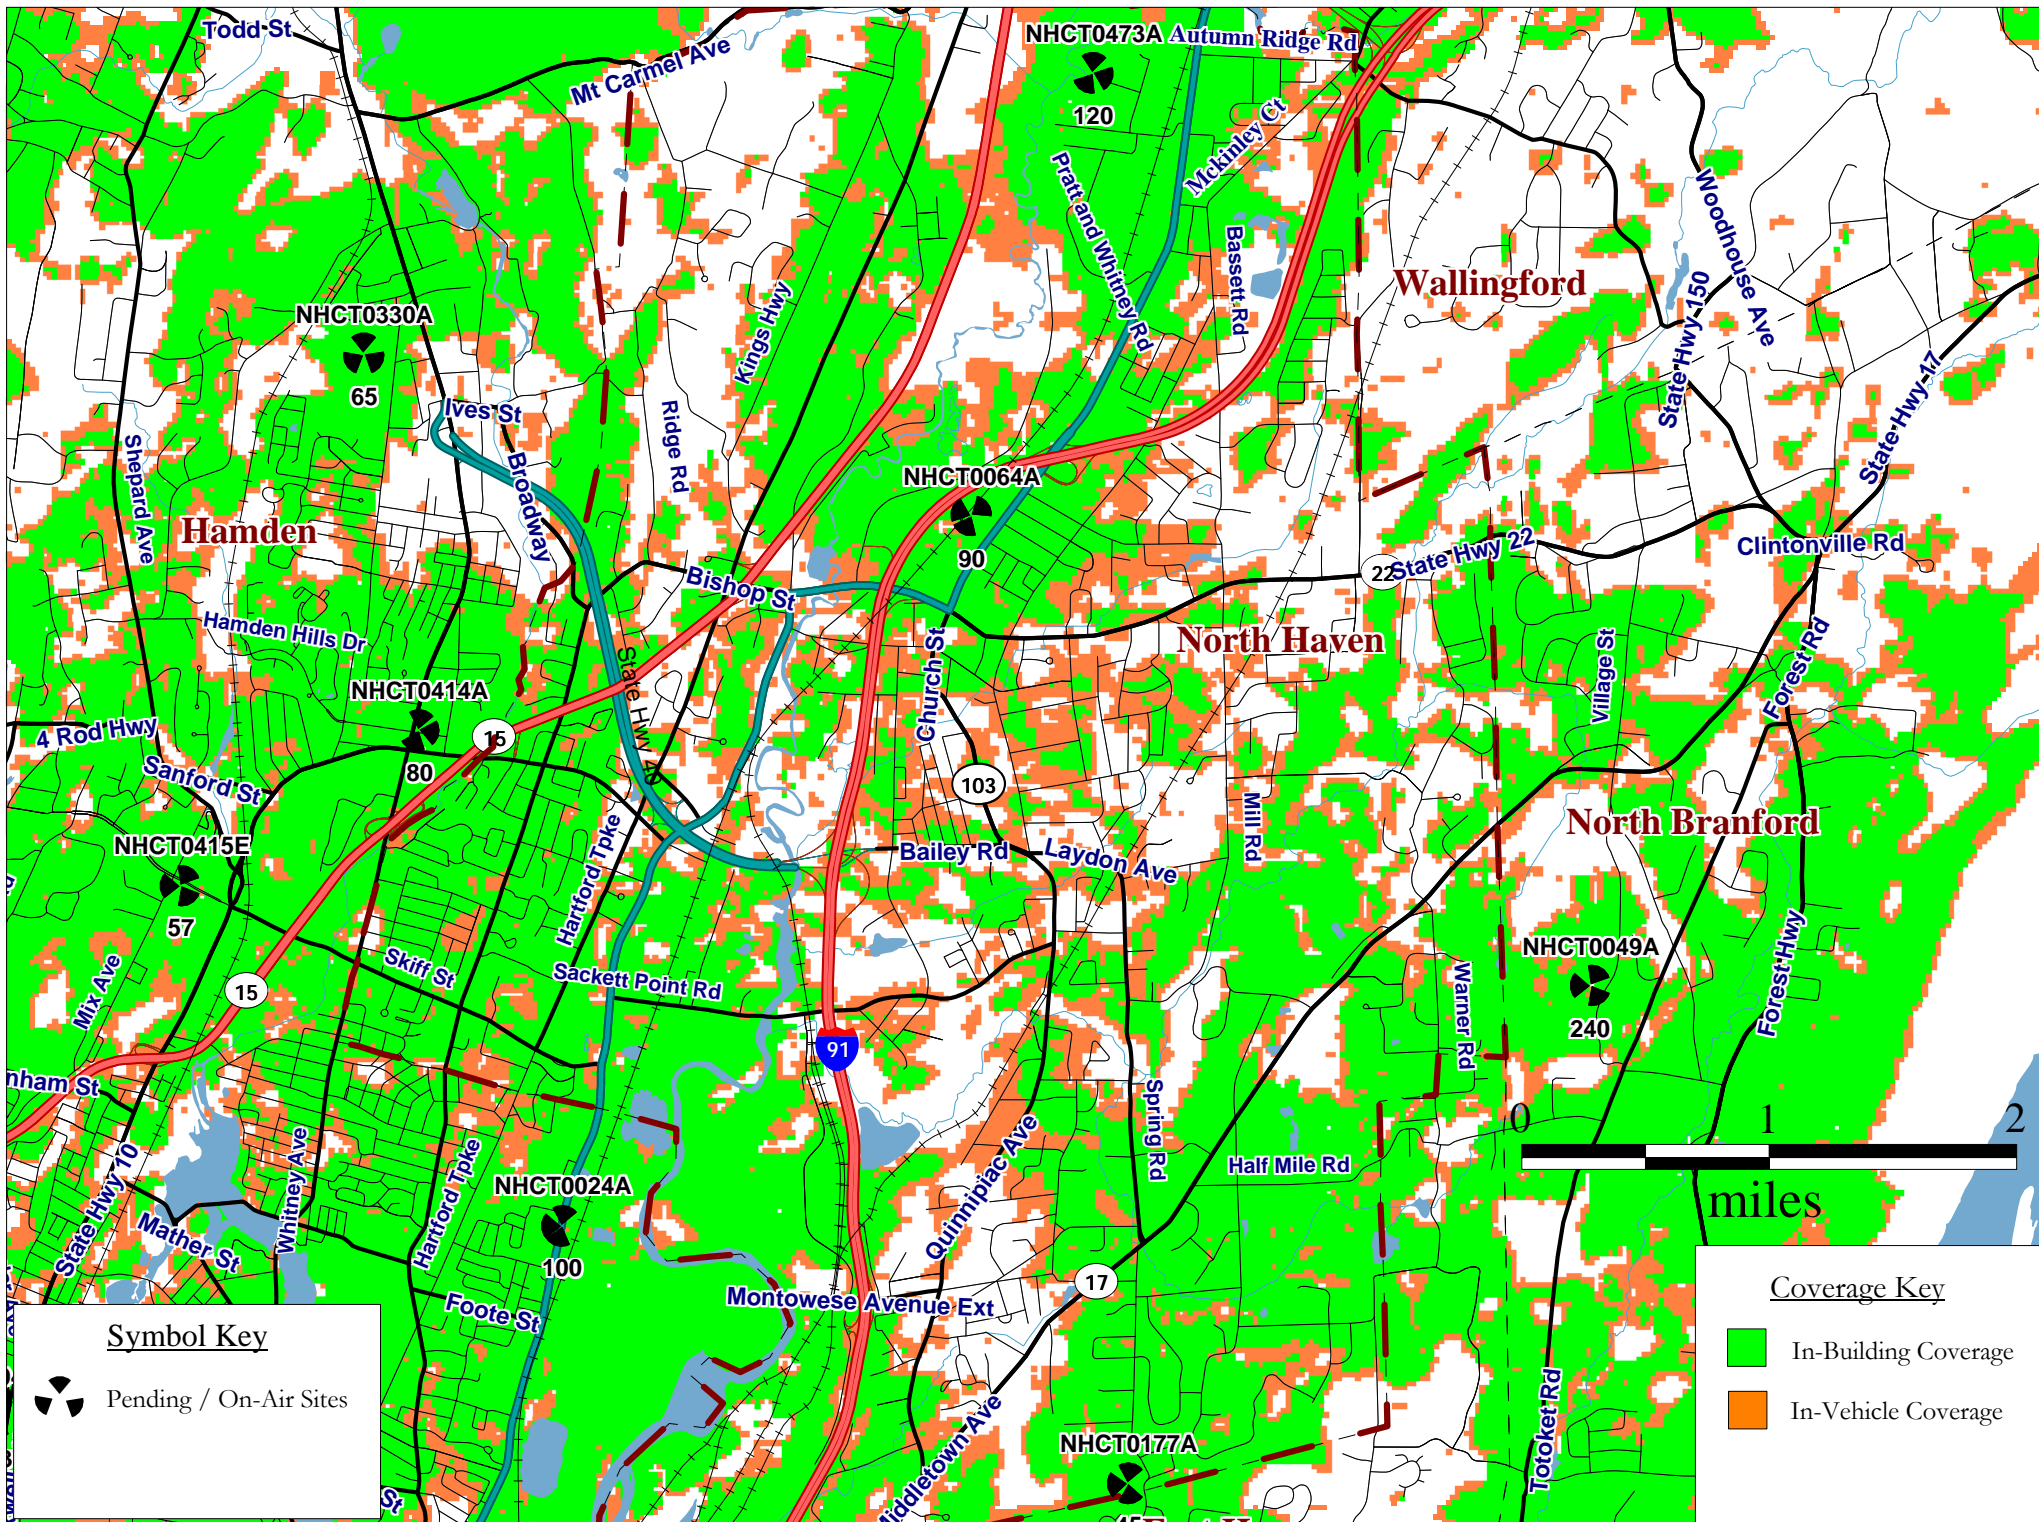 Todd St
Mt Carmel Ave
NHCT0473A
Autumn Ridge Rd
120
Mckinley Ct
Pratt and Whitney Rd
Bassett Rd
Woodhouse Ave
Wallingford
State Hwy 150
State Hwy 17
NHCT0330A
65
Kings Hwy
Ives St
Ridge Rd
Broadway
Shepard Ave
Hamden
NHCT0064A
90
22
State Hwy 22
Clintonville Rd
Bishop St
Hamden Hills Dr
North Haven
Church St
Village St
Forest Rd
State Hwy 40
NHCT0414A
80
15
4 Rod Hwy
Sanford St
103
Mill Rd
North Branford
NHCT0415E
57
Hartford Tpke
Bailey Rd
Laydon Ave
NHCT0049A
240
Forest Hwy
Warner Rd
Skiff St
Sackett Point Rd
Mix Ave
15
91
nham St
Spring Rd
0
1
2
miles
Half Mile Rd
Quinnipiac Ave
State Hwy 10
Whitney Ave
Hartford Tpke
NHCT0024A
100
Mather St
Foote St
Montowese Avenue Ext
17
Totoket Rd
Middletown Ave
NHCT0177A
St
Symbol Key
Pending / On-Air Sites
Coverage Key
In-Building Coverage
In-Vehicle Coverage